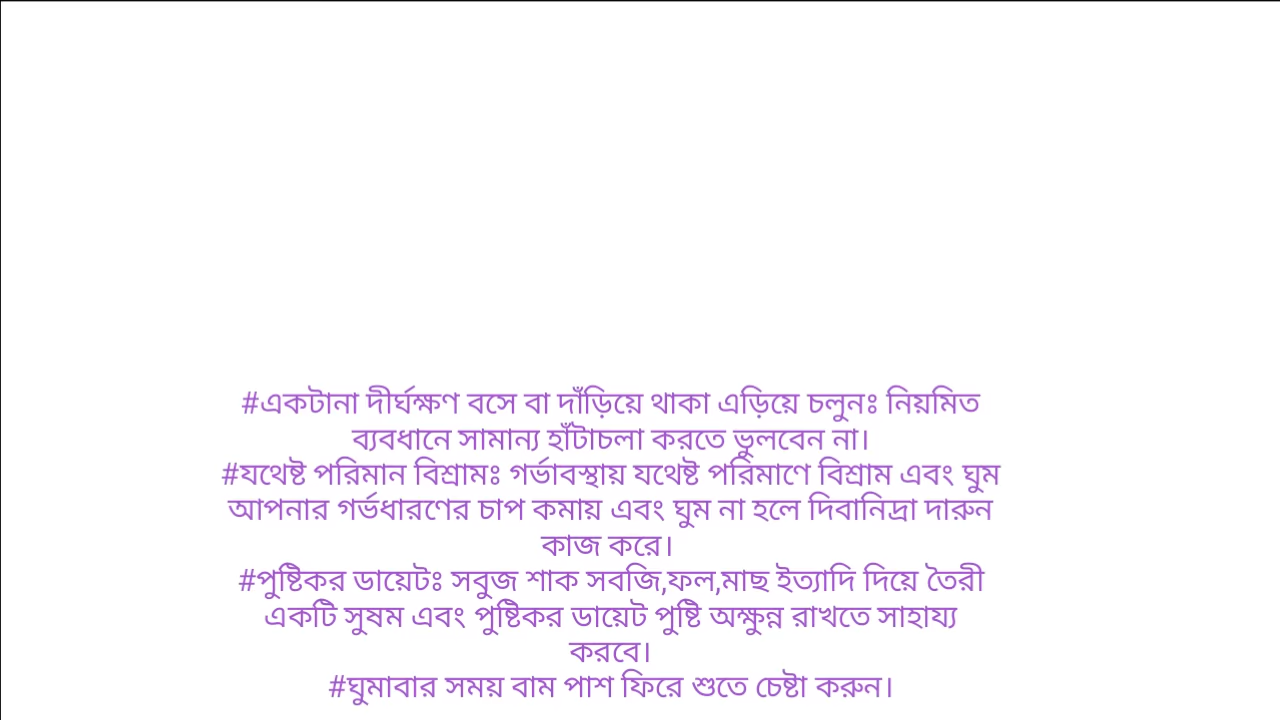 #একটানা দীর্ঘক্ষণ বসে বা দাঁড়িয়ে থাকা এড়িয়ে চলুনঃ নিয়মিত
ব্যবধানে সামান্য হাঁটাচলা করতে ভুলবেন না।
#যথেষ্ট পরিমান বিশ্রামঃ গর্ভাবস্থায় যথেষ্ট পরিমাণে বিশ্রাম এবং ঘুম
আপনার গর্ভধারণের চাপ কমায় এবং ঘুম না হলে দিবানিদ্রা দারুন
কাজ করে।
#পুষ্টিকর ডায়েটঃ সবুজ শাক সবজি,ফল,মাছ ইত্যাদি দিয়ে তৈরী
একটি সুষম এবং পুষ্টিকর ডায়েট পুষ্টি অক্ষুন্ন রাখতে সাহায্য
করবে।
#ঘুমাবার সময় বাম পাশ ফিরে শুতে চেষ্টা করুন।